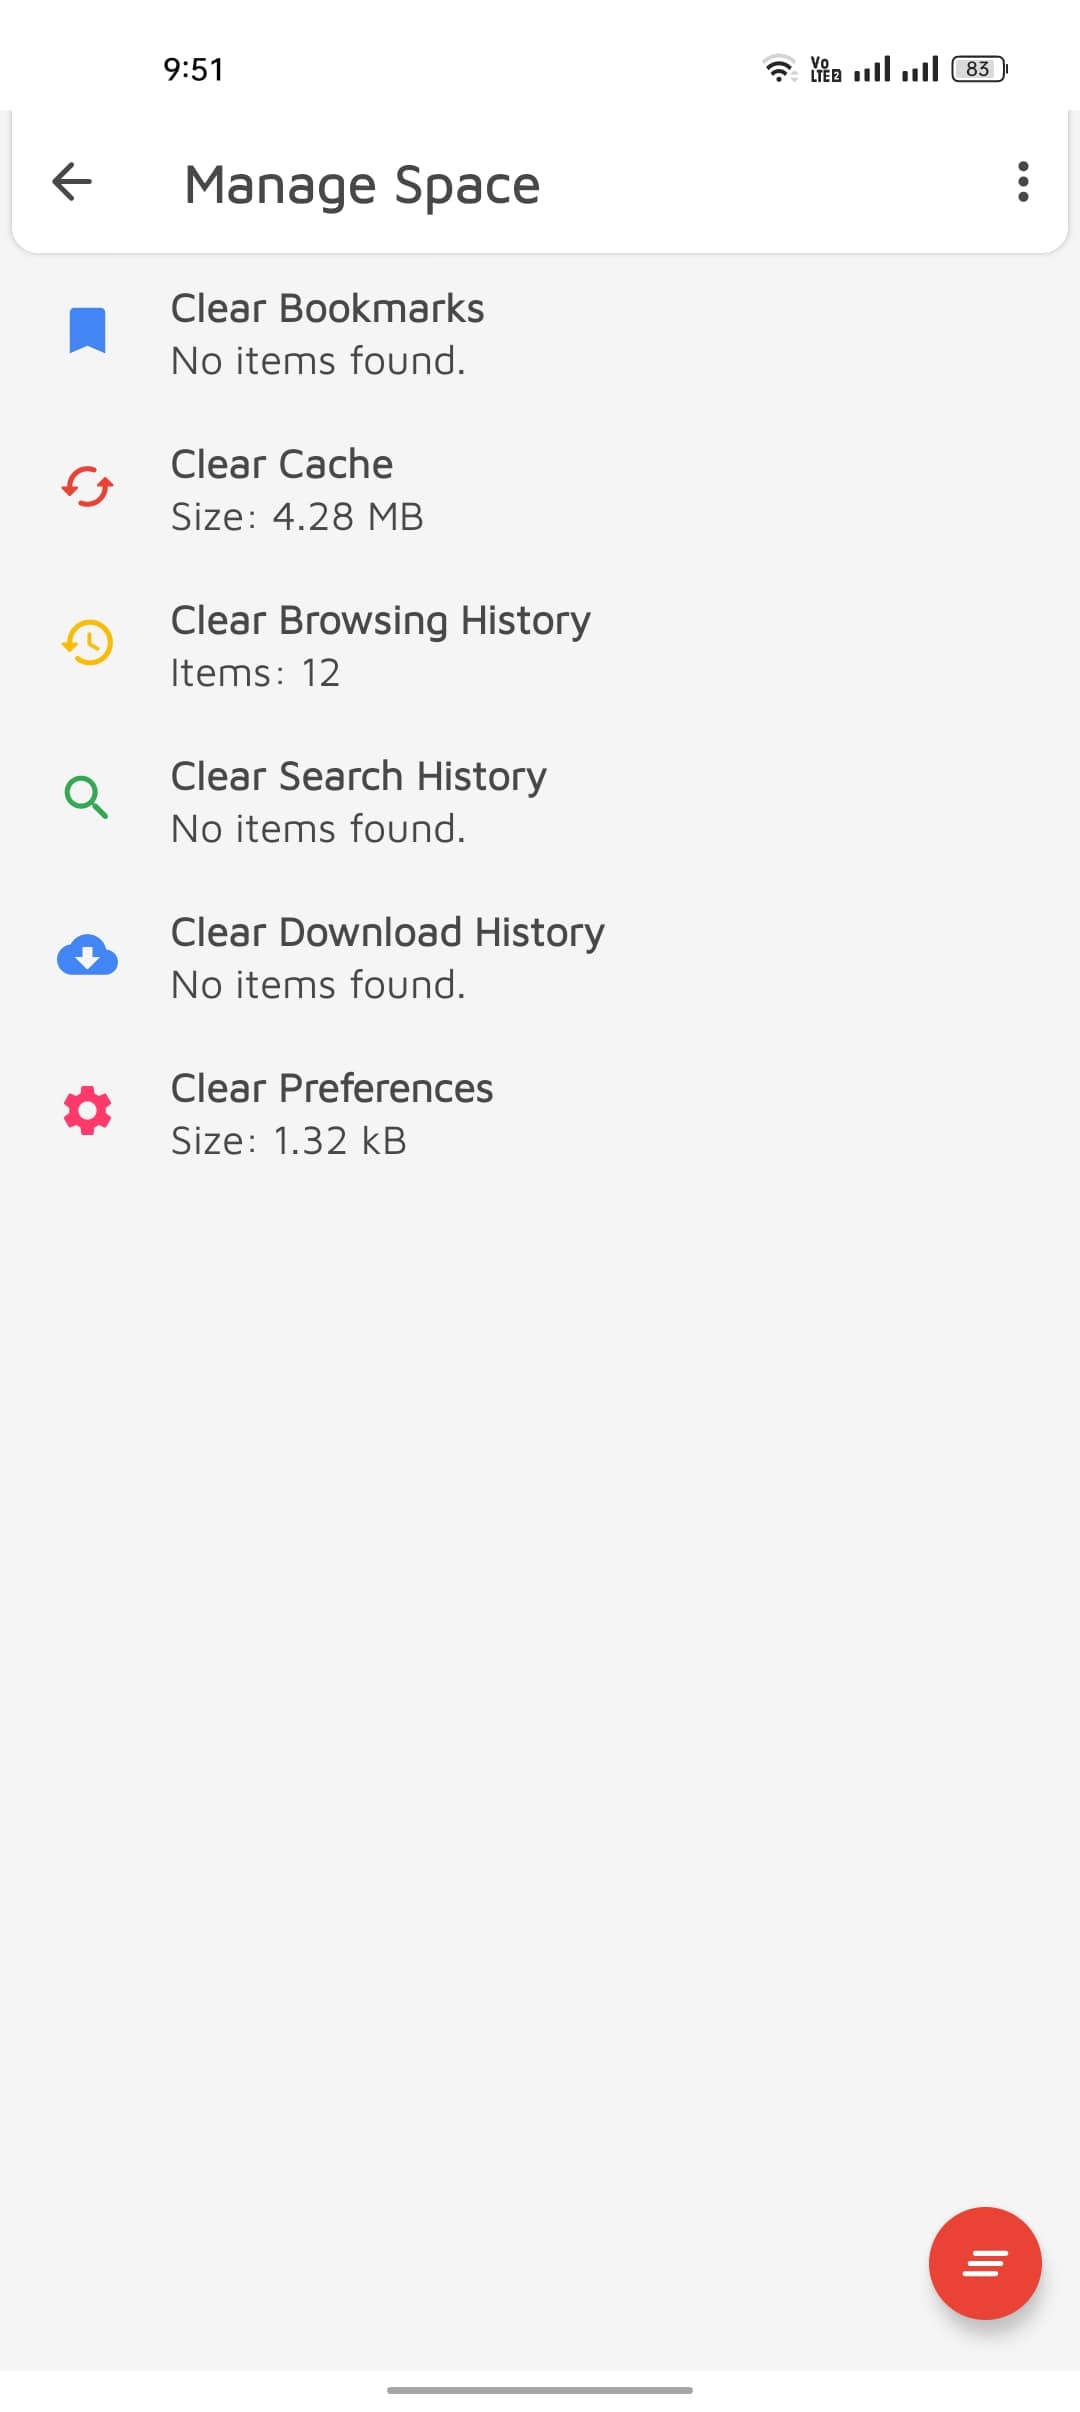 9:51
Vo LTE 2
83
Manage Space
Clear Bookmarks
No items found.
Clear Cache
Size: 4.28 MB
Clear Browsing History
Items: 12
Clear Search History
No items found.
Clear Download History
No items found.
Clear Preferences
Size: 1.32 kB